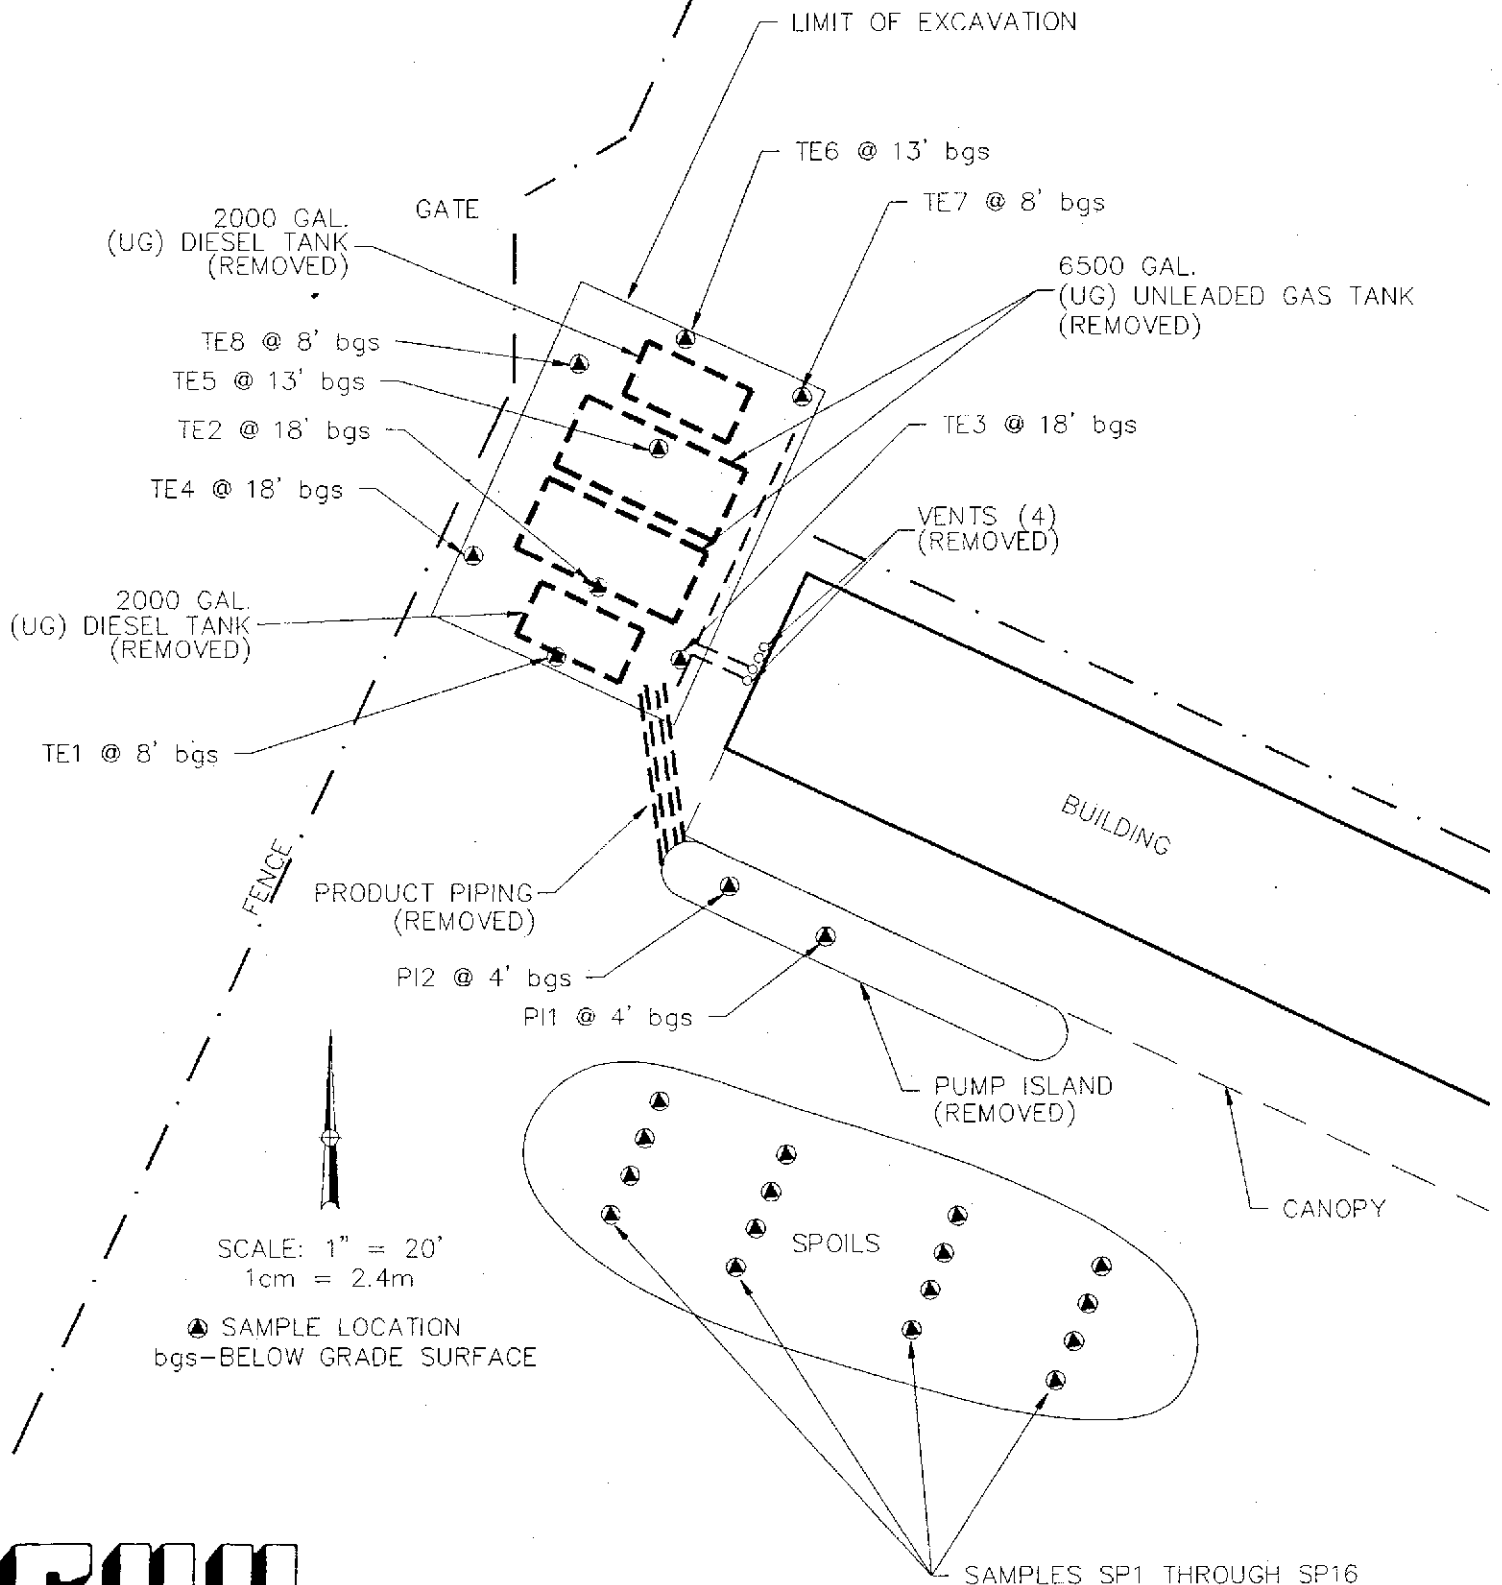 LIMIT OF EXCAVATION
TE6 @ 13' bgs
TE7 @ 8' bgs
GATE
2000 GAL.
(UG) DIESEL TANK
(REMOVED)
6500 GAL.
(UG) UNLEADED GAS TANK
(REMOVED)
TE8 @ 8' bgs
TE5 @ 13' bgs
TE2 @ 18' bgs
TE3 @ 18' bgs
TE4 @ 18' bgs
VENTS (4)
(REMOVED)
2000 GAL.
(UG) DIESEL TANK
(REMOVED)
TE1 @ 8' bgs
BUILDING
FENCE
PRODUCT PIPING
(REMOVED)
PI2 @ 4' bgs
PI1 @ 4' bgs
PUMP ISLAND
(REMOVED)
CANOPY
SPOILS
SCALE: 1" = 20'
1cm = 2.4m
SAMPLE LOCATION
bgs-BELOW GRADE SURFACE
SAMPLES SP1 THROUGH SP16